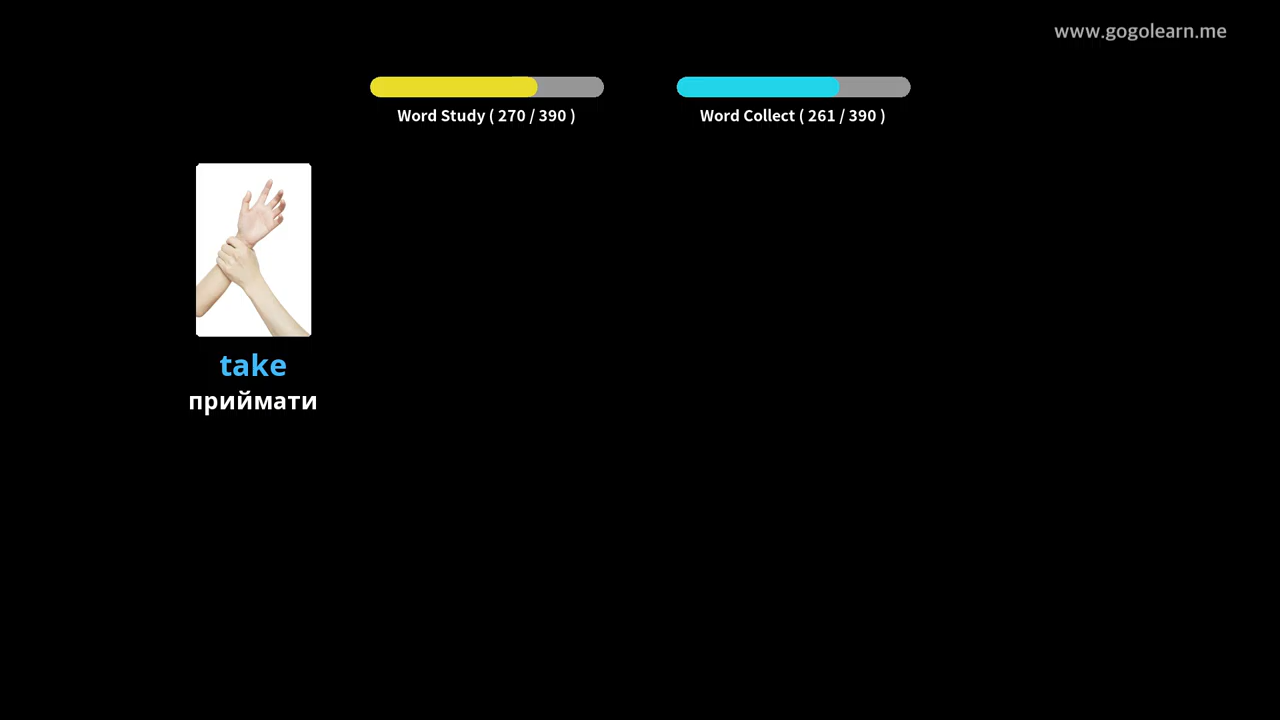 www.gogolearn.me
Word Study ( 270 / 390 )
Word Collect ( 261 / 390 )
take
приймати